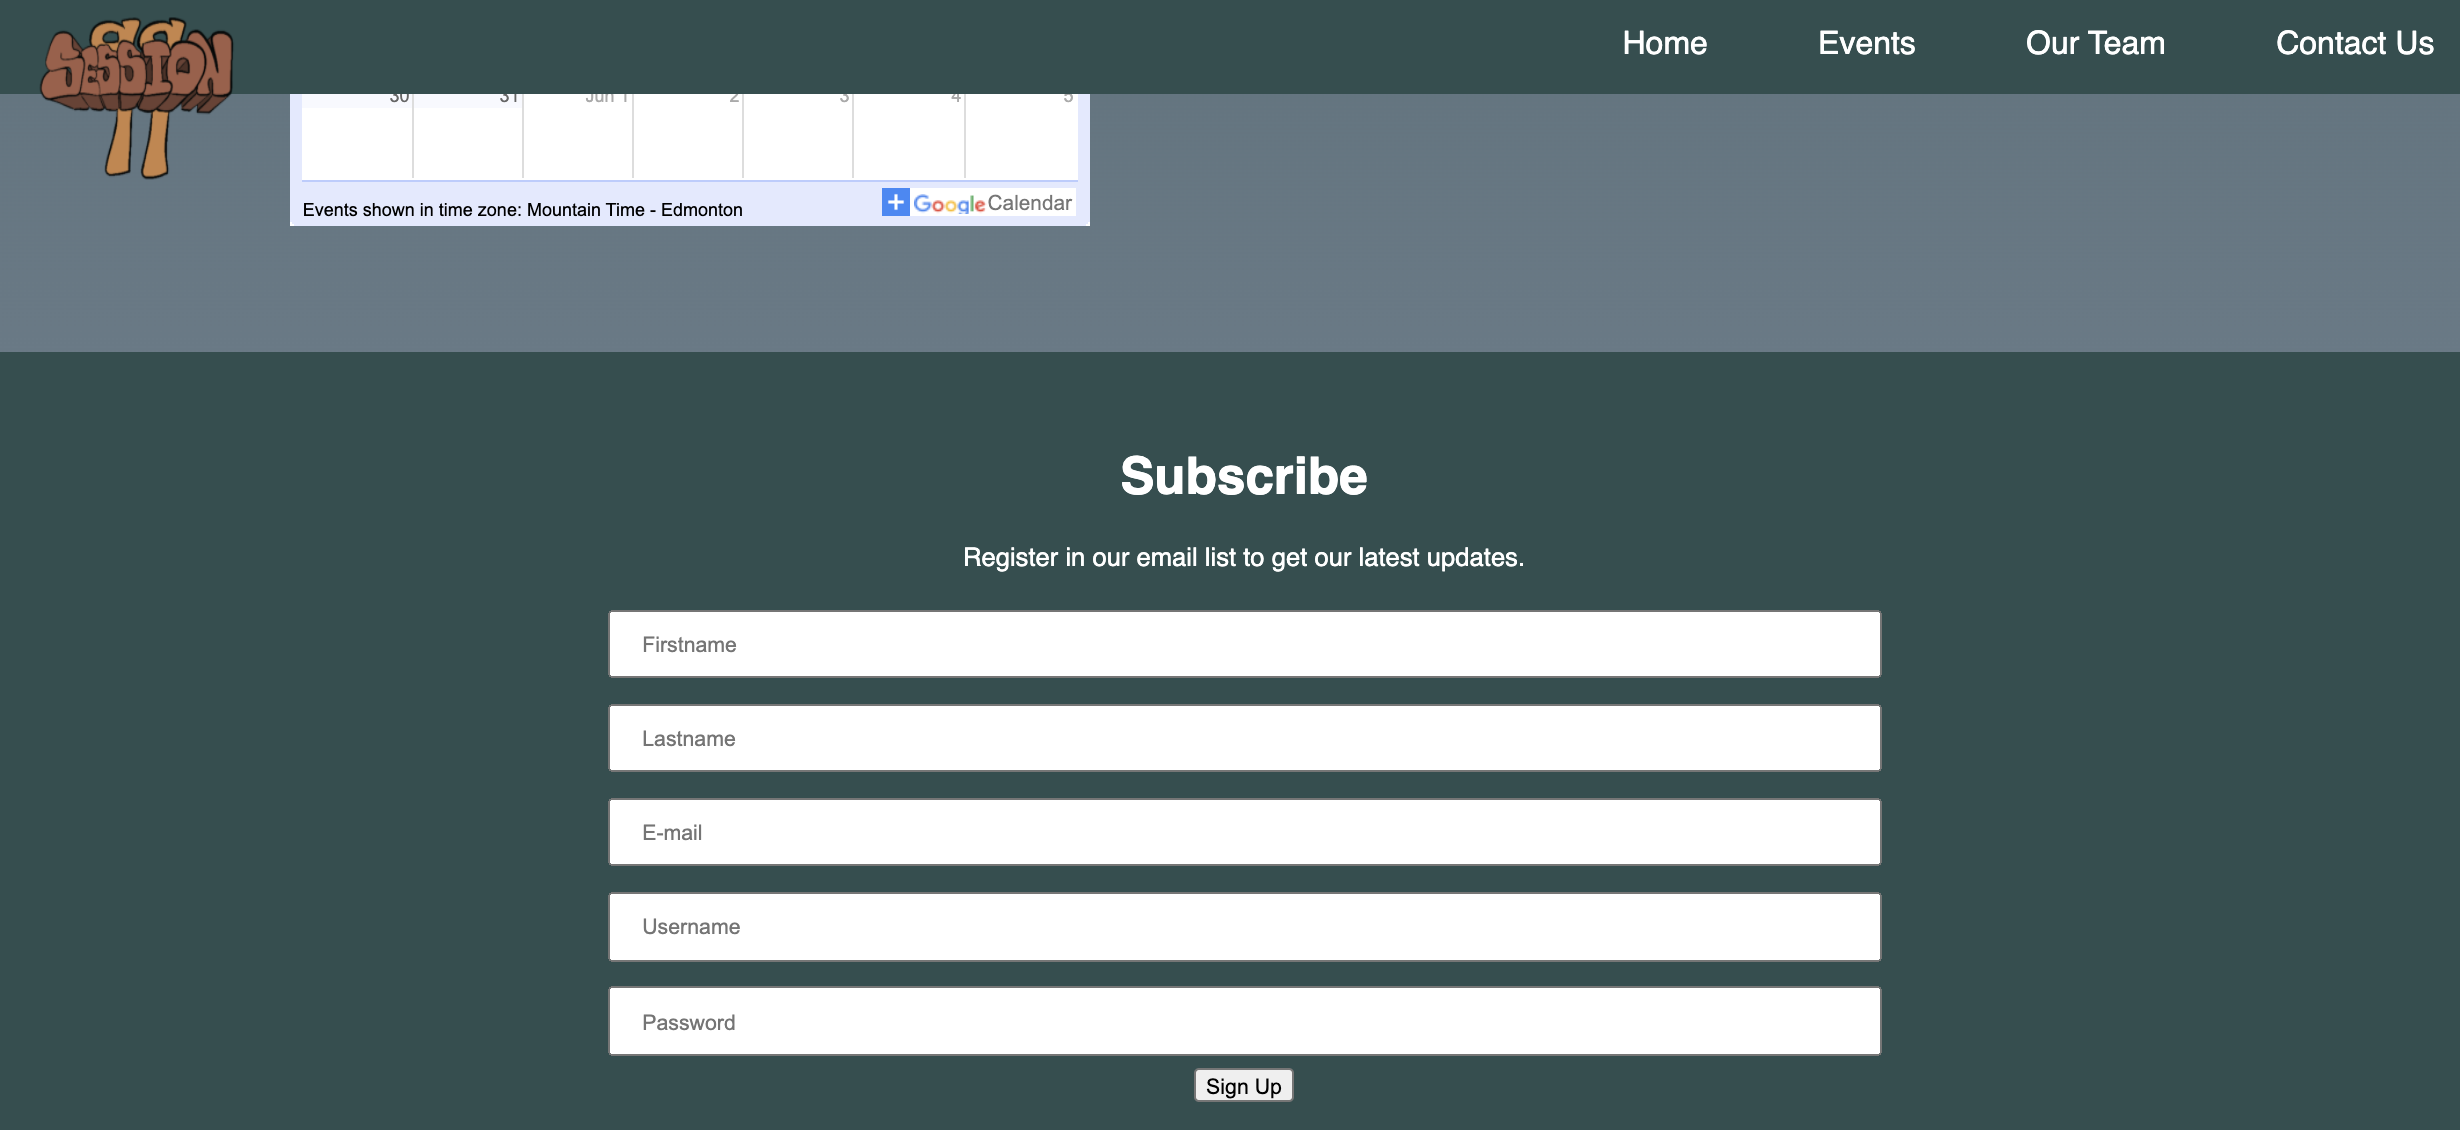 SESSION
Home
Events
Our Team
Contact Us
30
31
Jun 1
2
3
4
5
Events shown in time zone: Mountain Time - Edmonton
Google Calendar
Subscribe
Register in our email list to get our latest updates.
Firstname
Lastname
E-mail
Username
Password
Sign Up